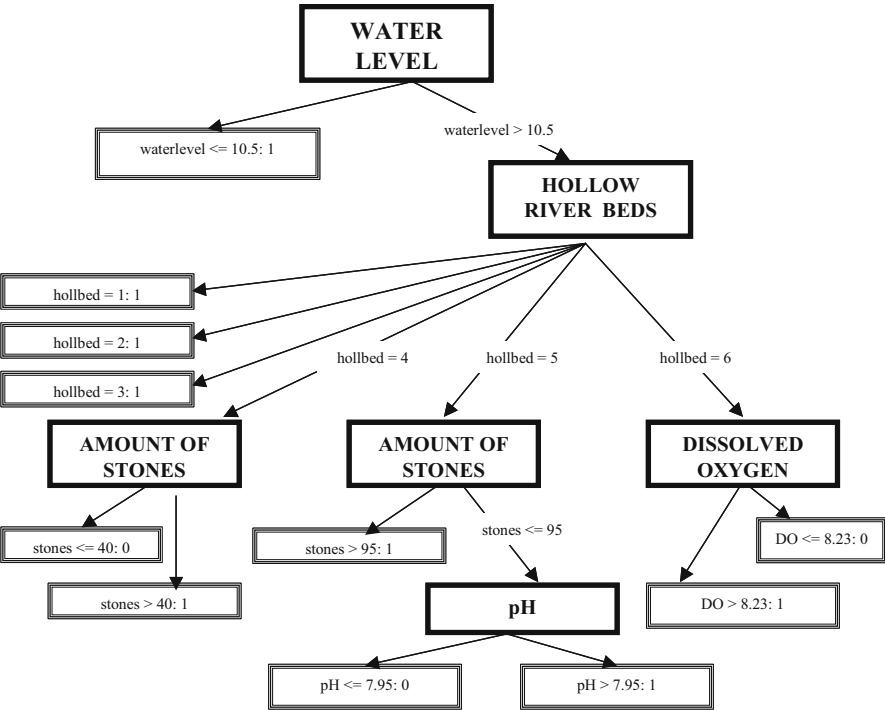 WATER
LEVEL
waterlevel <= 10.5: 1
waterlevel > 10.5
HOLLOW
RIVER BEDS
hollbed = 1: 1
hollbed = 2: 1
hollbed = 3: 1
hollbed = 4
hollbed = 5
hollbed = 6
AMOUNT OF
STONES
AMOUNT OF
STONES
DISSOLVED
OXYGEN
stones <= 40: 0
stones > 40: 1
stones > 95: 1
stones <= 95
DO <= 8.23: 0
DO > 8.23: 1
pH
pH <= 7.95: 0
pH > 7.95: 1